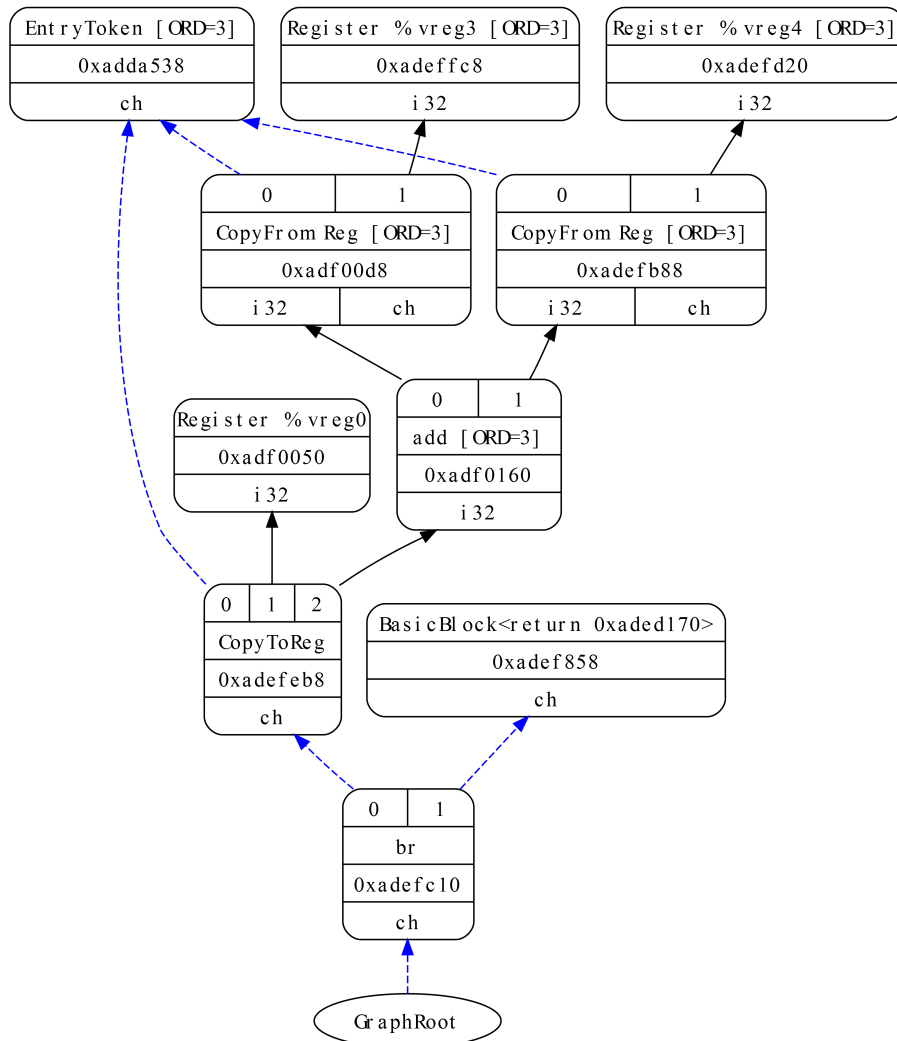 EntryToken [ORD=3]
0xadda538
ch
Register %vreg3 [ORD=3]
0xadeffc8
i32
Register %vreg4 [ORD=3]
0xadefd20
i32
0 1
CopyFromReg [ORD=3]
0xadf00d8
i32 ch
0 1
CopyFromReg [ORD=3]
0xadefb88
i32 ch
Register %vreg0
0xadf0050
i32
0 1
add [ORD=3]
0xadf0160
i32
0 1 2
CopyToReg
0xadefeb8
ch
BasicBlock<return 0xaded170>
0xadef858
ch
0 1
br
0xadefc10
ch
GraphRoot